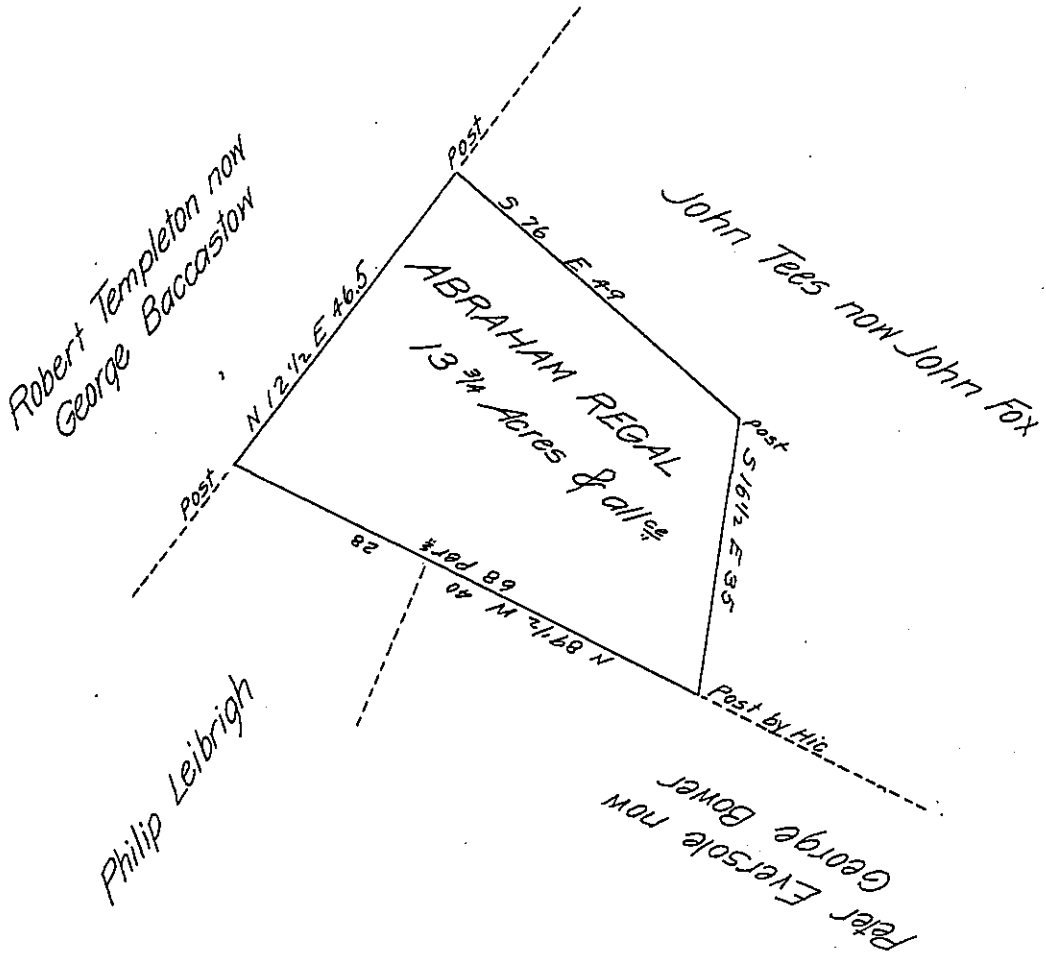 Post
Robert Templeton now
George Baccastow
N 12 1/2 E 46.5
S 76 E 49
John Tees now John Fox
ABRAHAM REGAL
13 3/4 Acres & all ce
Post
Post
S 16 1/2 E 35
28
68 Pers
N 89 1/2 W 40
Post by Hic
Philip Leibrigh
Peter Eversole now
George Bower